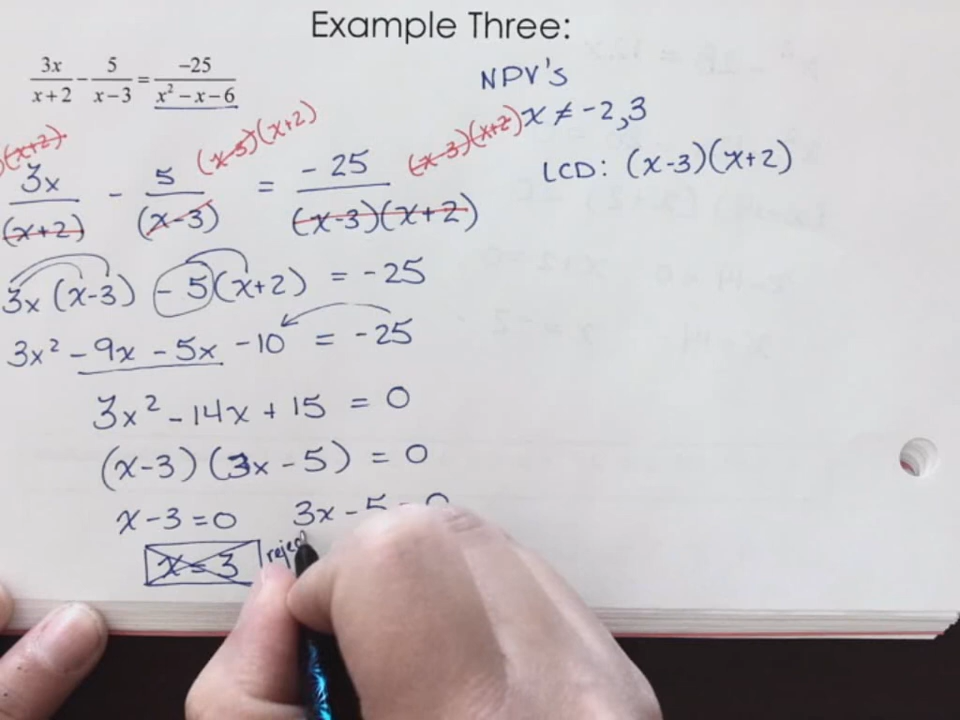 Example Three:
3x/(x+2) - 5/(x-3) = -25/(x² - x - 6)
NPV's
x ≠ -2, 3
LCD: (x-3)(x+2)
(x+2) (x-3)(x+2) (x-3)(x+2)
3x/(x+2) - 5/(x-3) = -25/((x-3)(x+2))
3x(x-3) - 5(x+2) = -25
3x² - 9x - 5x - 10 = -25
3x² - 14x + 15 = 0
(x-3)(3x-5) = 0
x-3=0 3x-5=0
x=3